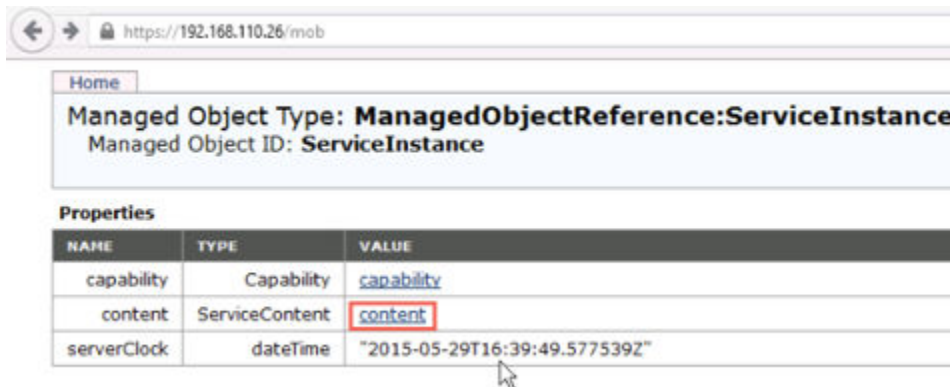 https://192.168.110.26/mob
Home
Managed Object Type: ManagedObjectReference:ServiceInstance
Managed Object ID: ServiceInstance
Properties
NAME TYPE VALUE
capability Capability capability
content ServiceContent content
serverClock dateTime "2015-05-29T16:39:49.577539Z"